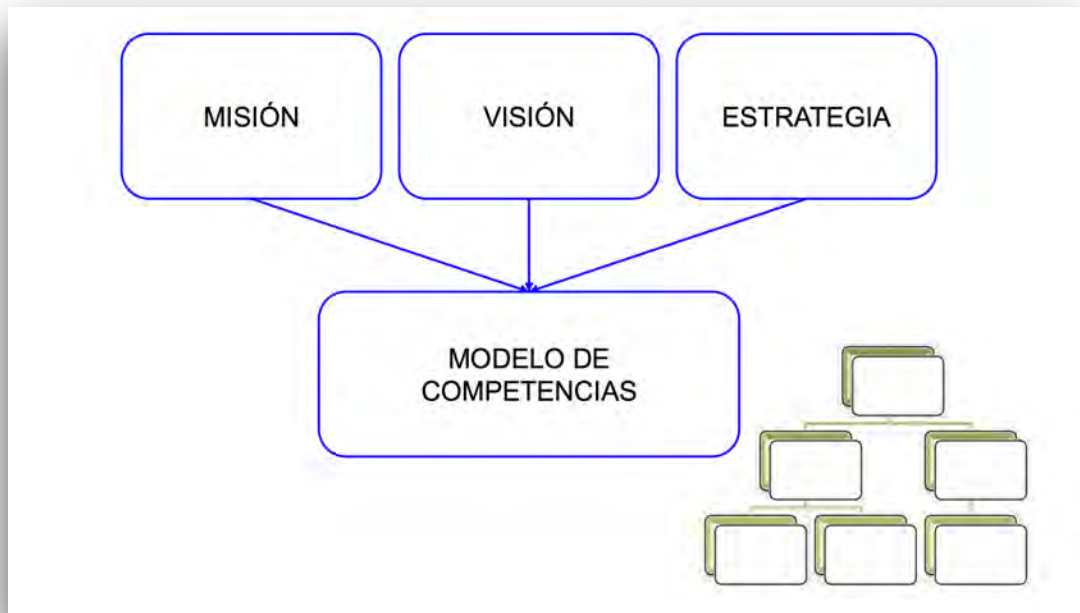 MISIÓN
VISIÓN
ESTRATEGIA
MODELO DE
COMPETENCIAS